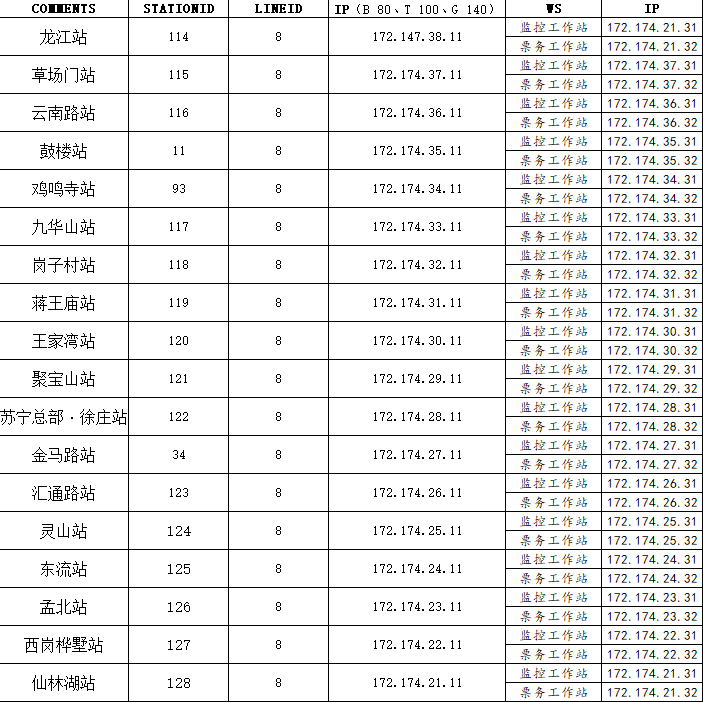 COMMENTS STATIONID LINEID IP（B 80、T 100、G 140） WS IP
龙江站 114 8 172.147.38.11 监控工作站 172.174.21.31
票务工作站 172.174.21.32
草场门站 115 8 172.174.37.11 监控工作站 172.174.37.31
票务工作站 172.174.37.32
云南路站 116 8 172.174.36.11 监控工作站 172.174.36.31
票务工作站 172.174.36.32
鼓楼站 11 8 172.174.35.11 监控工作站 172.174.35.31
票务工作站 172.174.35.32
鸡鸣寺站 93 8 172.174.34.11 监控工作站 172.174.34.31
票务工作站 172.174.34.32
九华山站 117 8 172.174.33.11 监控工作站 172.174.33.31
票务工作站 172.174.33.32
岗子村站 118 8 172.174.32.11 监控工作站 172.174.32.31
票务工作站 172.174.32.32
蒋王庙站 119 8 172.174.31.11 监控工作站 172.174.31.31
票务工作站 172.174.31.32
王家湾站 120 8 172.174.30.11 监控工作站 172.174.30.31
票务工作站 172.174.30.32
聚宝山站 121 8 172.174.29.11 监控工作站 172.174.29.31
票务工作站 172.174.29.32
苏宁总部·徐庄站 122 8 172.174.28.11 监控工作站 172.174.28.31
票务工作站 172.174.28.32
金马路站 34 8 172.174.27.11 监控工作站 172.174.27.31
票务工作站 172.174.27.32
汇通路站 123 8 172.174.26.11 监控工作站 172.174.26.31
票务工作站 172.174.26.32
灵山站 124 8 172.174.25.11 监控工作站 172.174.25.31
票务工作站 172.174.25.32
东流站 125 8 172.174.24.11 监控工作站 172.174.24.31
票务工作站 172.174.24.32
孟北站 126 8 172.174.23.11 监控工作站 172.174.23.31
票务工作站 172.174.23.32
西岗桦墅站 127 8 172.174.22.11 监控工作站 172.174.22.31
票务工作站 172.174.22.32
仙林湖站 128 8 172.174.21.11 监控工作站 172.174.21.31
票务工作站 172.174.21.32